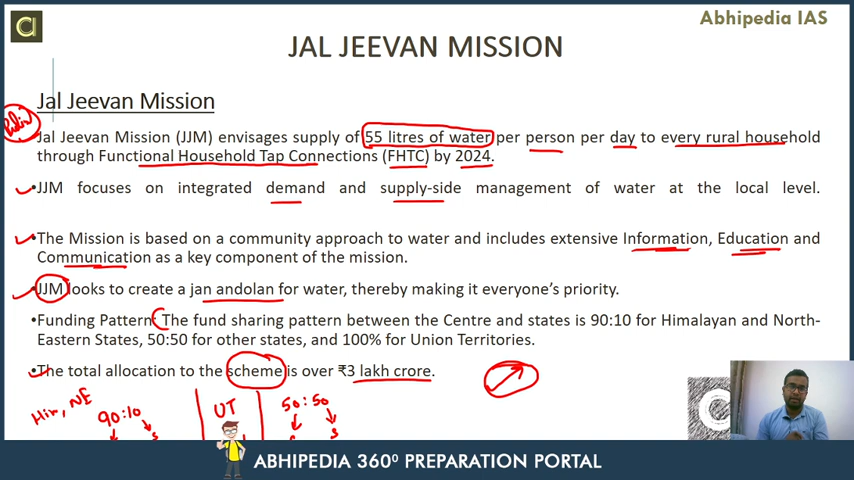 Abhipedia IAS
JAL JEEVAN MISSION
Jal Jeevan Mission
Jal Jeevan Mission (JJM) envisages supply of 55 litres of water per person per day to every rural household
through Functional Household Tap Connections (FHTC) by 2024.
•JJM focuses on integrated demand and supply-side management of water at the local level.
•The Mission is based on a community approach to water and includes extensive Information, Education and
Communication as a key component of the mission.
•JJM looks to create a jan andolan for water, thereby making it everyone's priority.
Funding Pattern: The fund sharing pattern between the Centre and states is 90:10 for Himalayan and North-
Eastern States, 50:50 for other states, and 100% for Union Territories.
•The total allocation to the scheme is over ₹3 lakh crore.
Him, NE 90:10 UT 50:50
ABHIPEDIA 360⁰ PREPARATION PORTAL